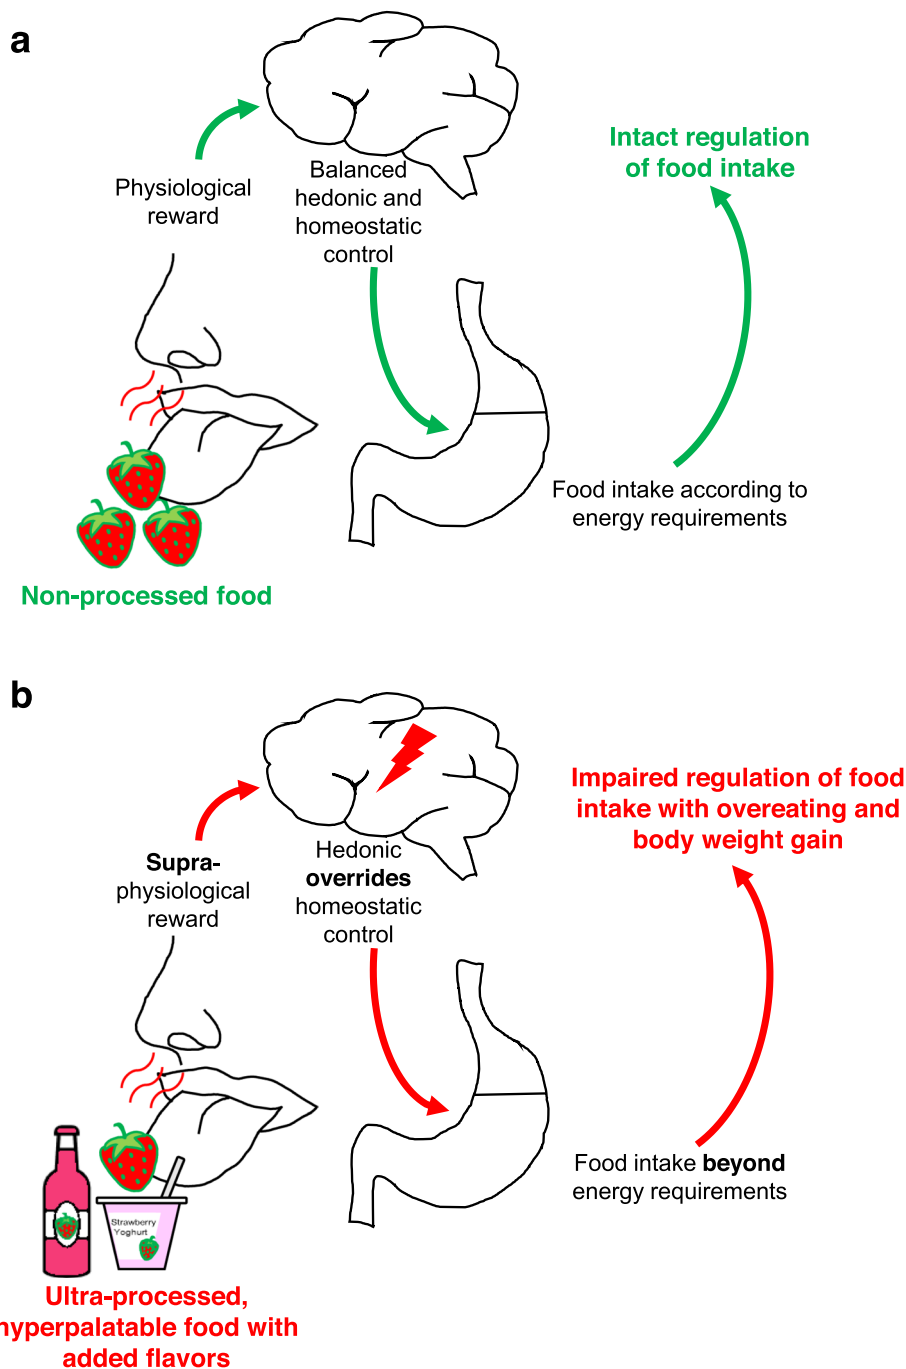 a
Intact regulation
of food intake
Physiological
reward
Balanced
hedonic and
homeostatic
control
Food intake according to
energy requirements
Non-processed food
b
Impaired regulation of food
intake with overeating and
body weight gain
Supra-
physiological
reward
Hedonic
overrides
homeostatic
control
Food intake beyond
energy requirements
Strawberry
Yoghurt
Ultra-processed,
hyperpalatable food with
added flavors